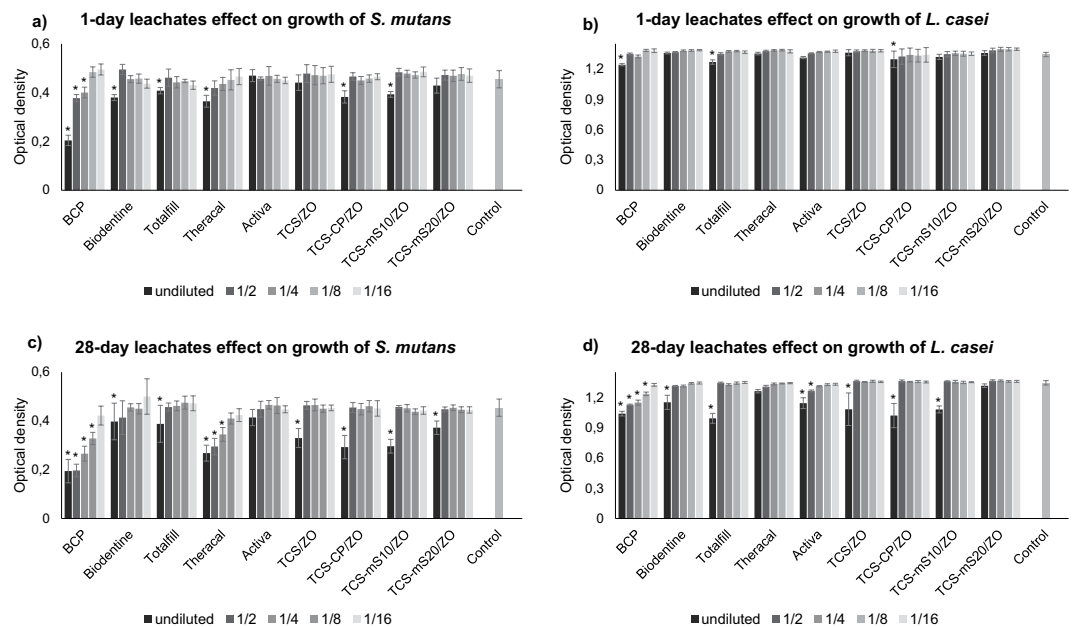 a) 1-day leachates effect on growth of S. mutans
Optical density
0,6
0,4
0,2
0
* * * * * * * *
BCP
Biodentine
Totalfill
Theracal
Activa
TCS/ZO
TCS-CP/ZO
TCS-mS10/ZO
TCS-mS20/ZO
Control
undiluted 1/2 1/4 1/8 1/16
b) 1-day leachates effect on growth of L. casei
Optical density
1,2
0,9
0,6
0,3
0
* * *
BCP
Biodentine
Totalfill
Theracal
Activa
TCS/ZO
TCS-CP/ZO
TCS-mS10/ZO
TCS-mS20/ZO
Control
undiluted 1/2 1/4 1/8 1/16
c) 28-day leachates effect on growth of S. mutans
Optical density
0,6
0,4
0,2
0
* * * * * * * * * * * * *
BCP
Biodentine
Totalfill
Theracal
Activa
TCS/ZO
TCS-CP/ZO
TCS-mS10/ZO
TCS-mS20/ZO
Control
undiluted 1/2 1/4 1/8 1/16
d) 28-day leachates effect on growth of L. casei
Optical density
1,2
0,9
0,6
0,3
0
* * * * * * * * * * *
BCP
Biodentine
Totalfill
Theracal
Activa
TCS/ZO
TCS-CP/ZO
TCS-mS10/ZO
TCS-mS20/ZO
Control
undiluted 1/2 1/4 1/8 1/16